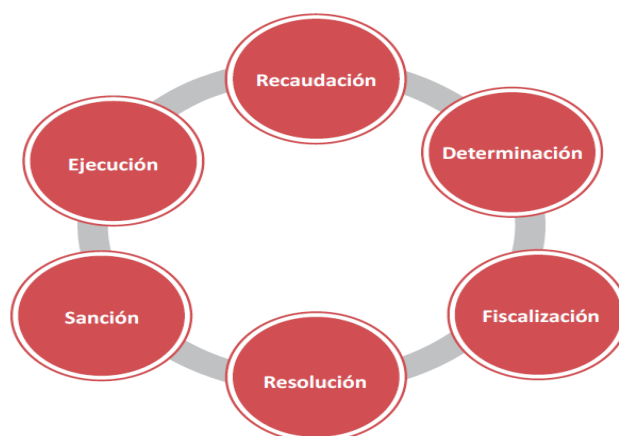 Recaudación
Determinación
Fiscalización
Resolución
Sanción
Ejecución